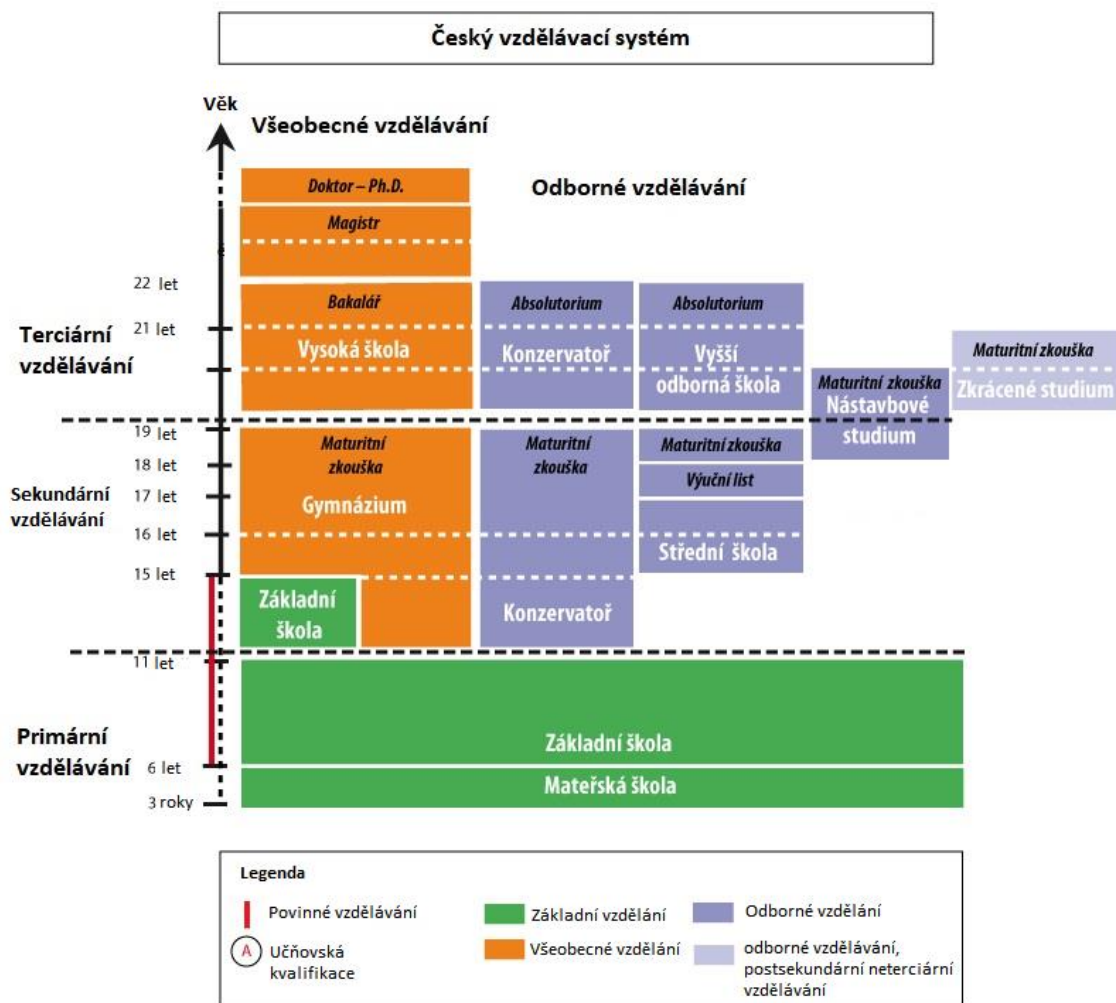 Český vzdělávací systém
Věk
Všeobecné vzdělávání
Odborné vzdělávání
Doktor – Ph.D.
Magistr
22 let
Bakalář
Absolutorium
Absolutorium
Terciární
vzdělávání
21 let
Vysoká škola
Konzervatoř
Vyšší
odborná škola
Maturitní zkouška
Nástavbové
studium
Maturitní zkouška
Zkrácené studium
19 let
18 let
17 let
16 let
15 let
Sekundární
vzdělávání
Maturitní
zkouška
Gymnázium
Maturitní
zkouška
Maturitní zkouška
Výuční list
Střední škola
Základní
škola
Konzervatoř
11 let
Primární
vzdělávání
6 let
3 roky
Základní škola
Mateřská škola
Legenda
Povinné vzdělávání
A Učňovská
kvalifikace
Základní vzdělání
Všeobecné vzdělání
Odborné vzdělání
odborné vzdělávání,
postsekundární neterciární
vzdělávání